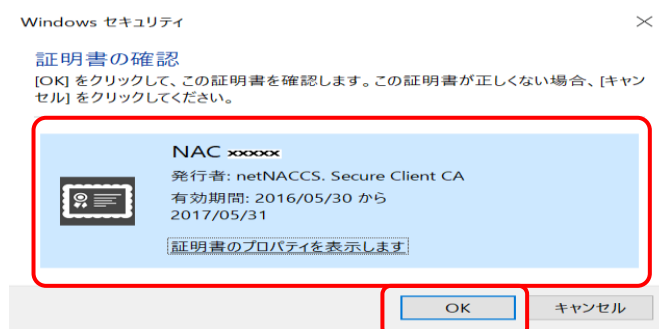 Windows セキュリティ
証明書の確認
[OK] をクリックして、この証明書を確認します。この証明書が正しくない場合、[キャン
セル] をクリックしてください。
NAC xxxxx
発行者: netNACCS. Secure Client CA
有効期間: 2016/05/30 から
2017/05/31
証明書のプロパティを表示します
OK
キャンセル